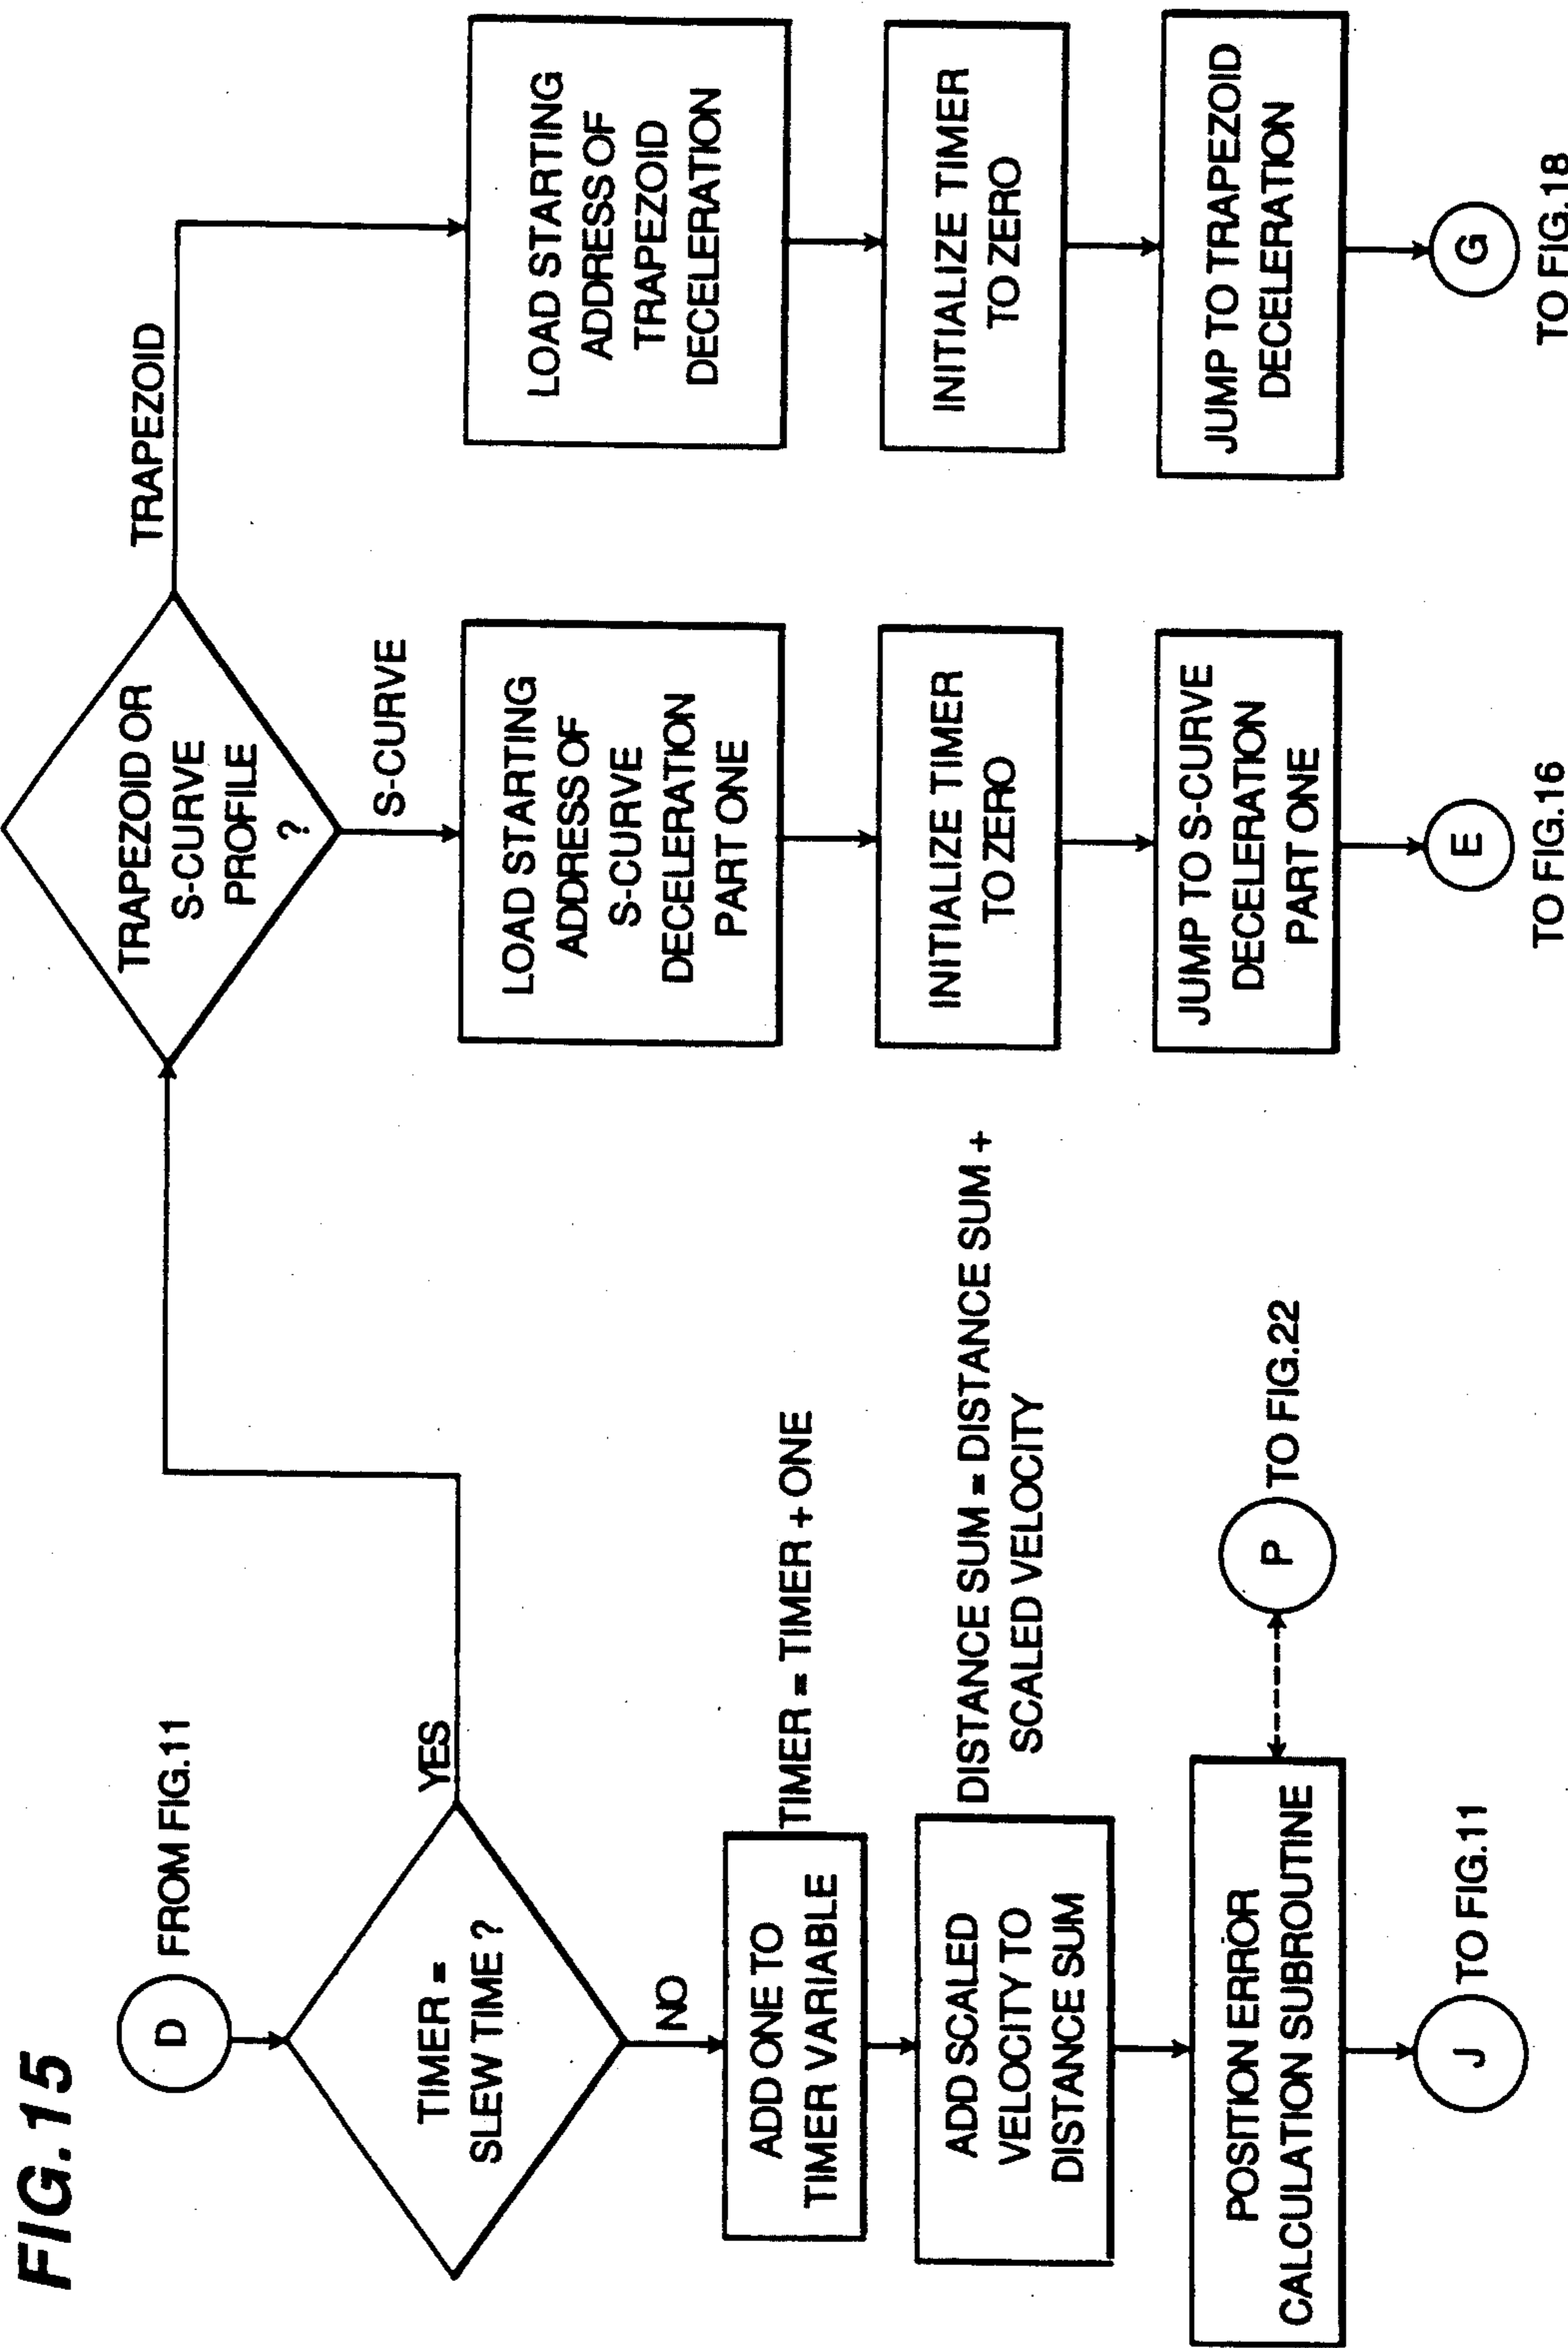 FIG.15
D
FROM FIG.11
TIMER =
SLEW TIME ?
YES
NO
ADD ONE TO
TIMER VARIABLE
TIMER = TIMER + ONE
ADD SCALED
VELOCITY TO
DISTANCE SUM
DISTANCE SUM = DISTANCE SUM +
SCALED VELOCITY
POSITION ERROR
CALCULATION SUBROUTINE
P
TO FIG.22
J
TO FIG.11
TRAPEZOID OR
S-CURVE
PROFILE
?
S-CURVE
LOAD STARTING
ADDRESS OF
S-CURVE
DECELERATION
PART ONE
INITIALIZE TIMER
TO ZERO
JUMP TO S-CURVE
DECELERATION
PART ONE
E
TO FIG.16
TRAPEZOID
LOAD STARTING
ADDRESS OF
TRAPEZOID
DECELERATION
INITIALIZE TIMER
TO ZERO
JUMP TO TRAPEZOID
DECELERATION
G
TO FIG.18